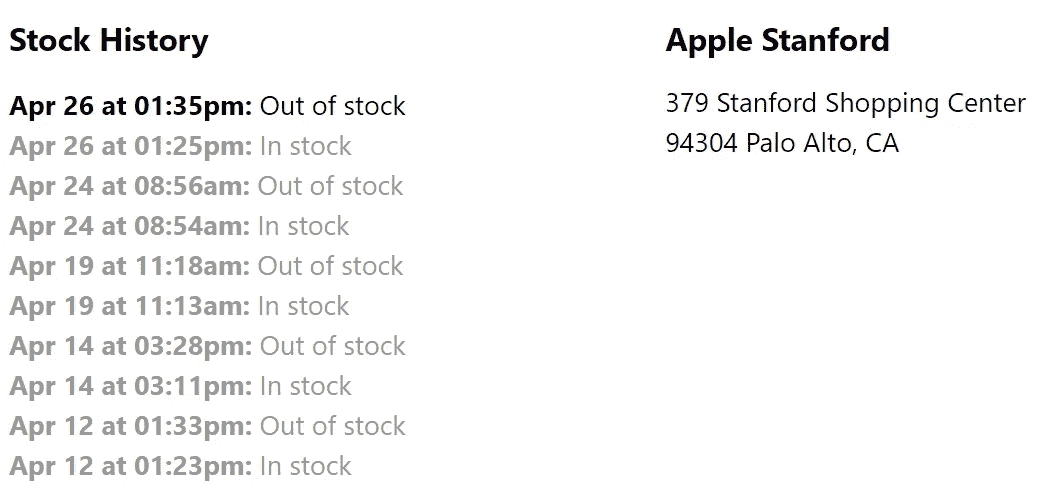 Stock History
Apr 26 at 01:35pm: Out of stock
Apr 26 at 01:25pm: In stock
Apr 24 at 08:56am: Out of stock
Apr 24 at 08:54am: In stock
Apr 19 at 11:18am: Out of stock
Apr 19 at 11:13am: In stock
Apr 14 at 03:28pm: Out of stock
Apr 14 at 03:11pm: In stock
Apr 12 at 01:33pm: Out of stock
Apr 12 at 01:23pm: In stock
Apple Stanford
379 Stanford Shopping Center
94304 Palo Alto, CA